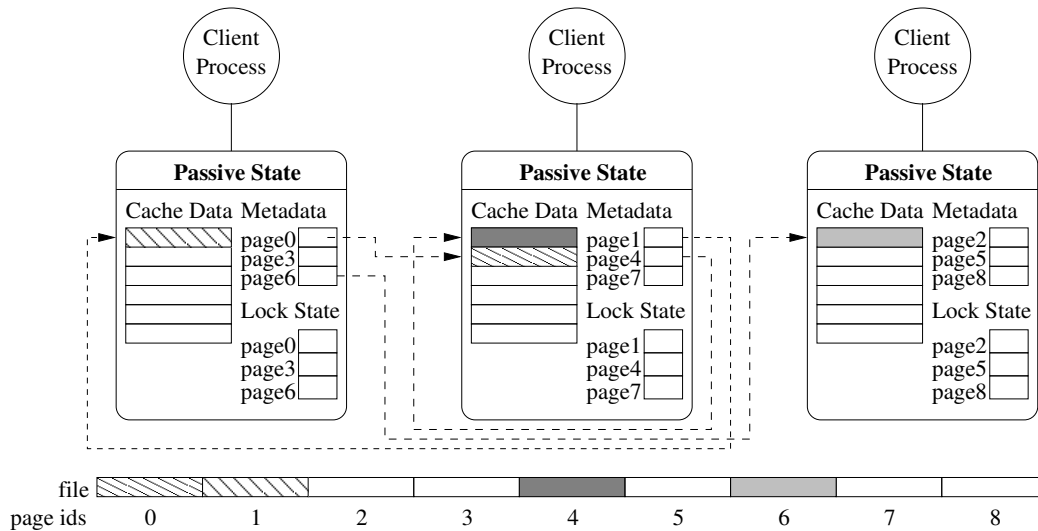 Client
Process
Client
Process
Client
Process
Passive State
Passive State
Passive State
Cache Data Metadata
page0
page3
page6
Lock State
page0
page3
page6
Cache Data Metadata
page1
page4
page7
Lock State
page1
page4
page7
Cache Data Metadata
page2
page5
page8
Lock State
page2
page5
page8
file
page ids 0 1 2 3 4 5 6 7 8